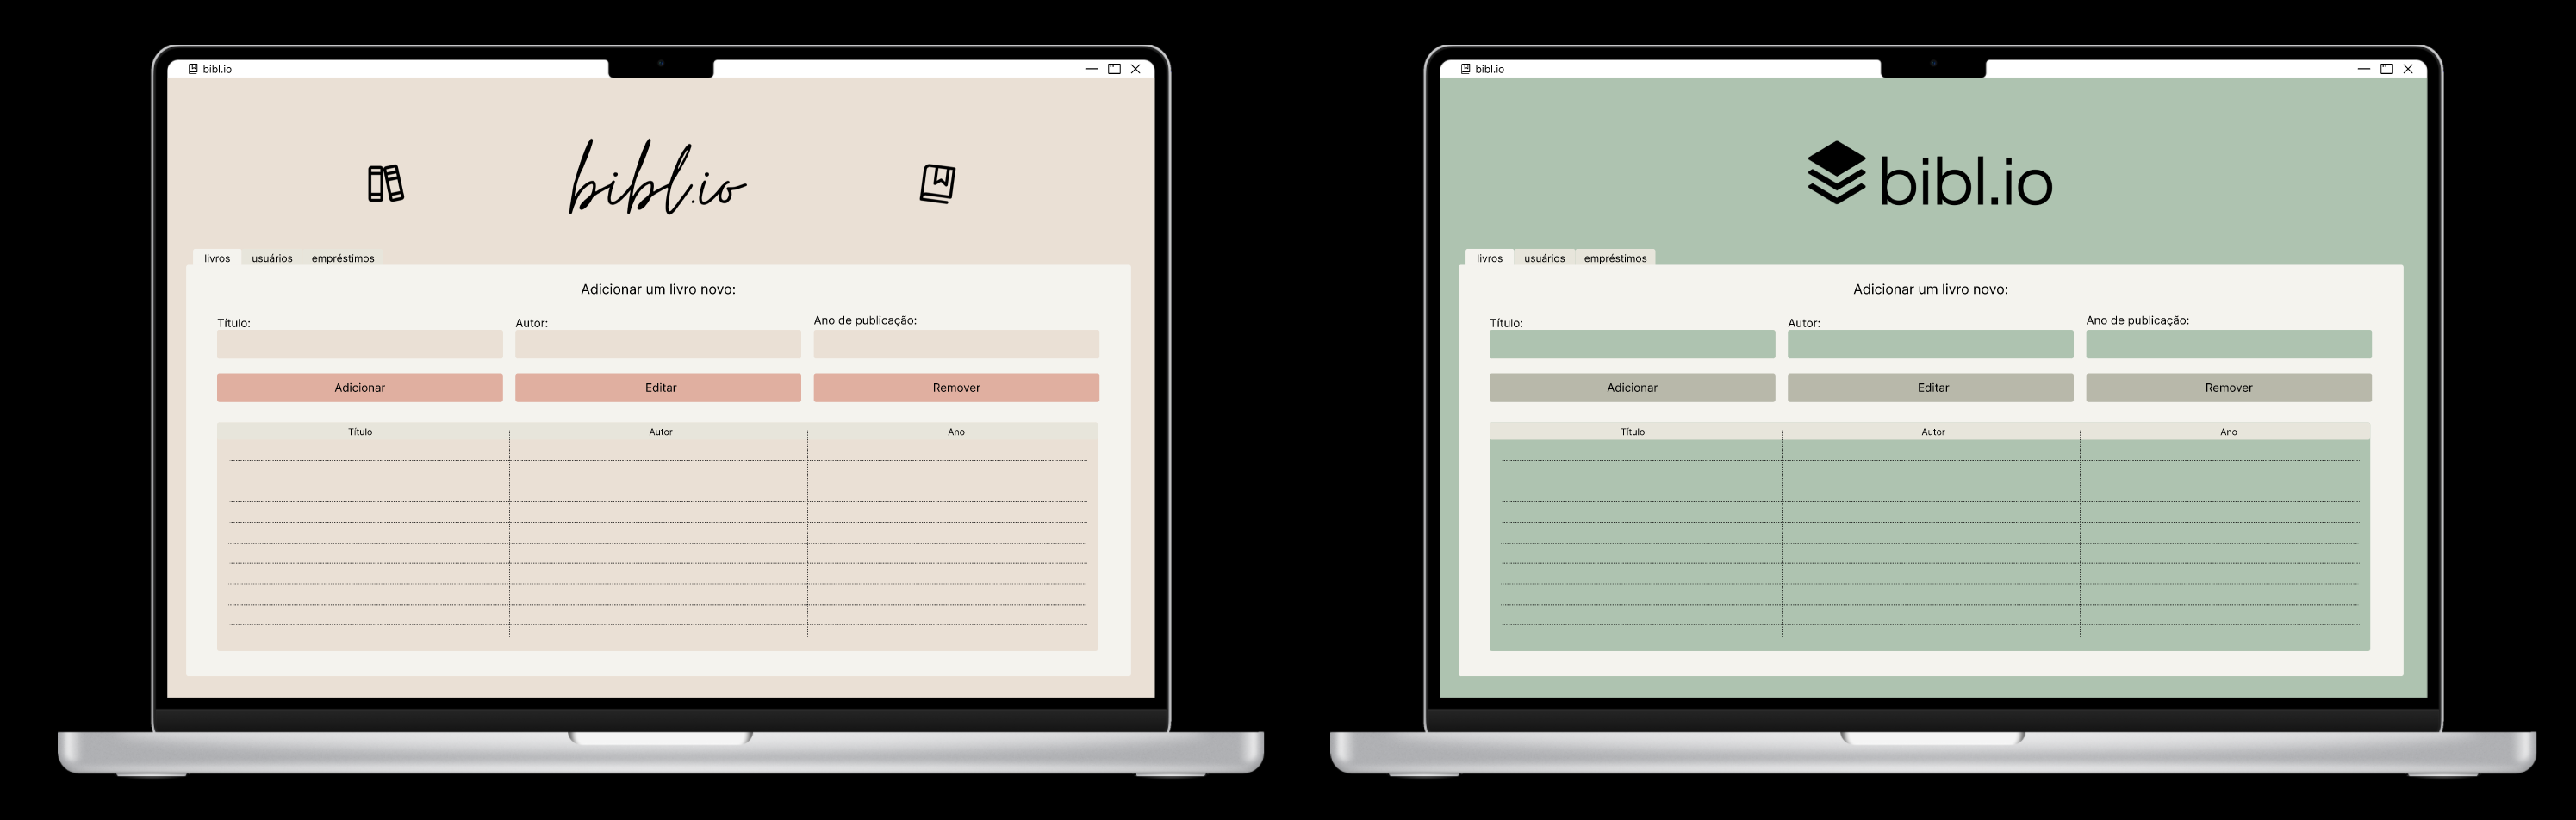 bibl.io
bibl.io
livros usuários empréstimos
Adicionar um livro novo:
Título: Autor: Ano de publicação:
Adicionar Editar Remover
Título Autor Ano
bibl.io
bibl.io
livros usuários empréstimos
Adicionar um livro novo:
Título: Autor: Ano de publicação:
Adicionar Editar Remover
Título Autor Ano